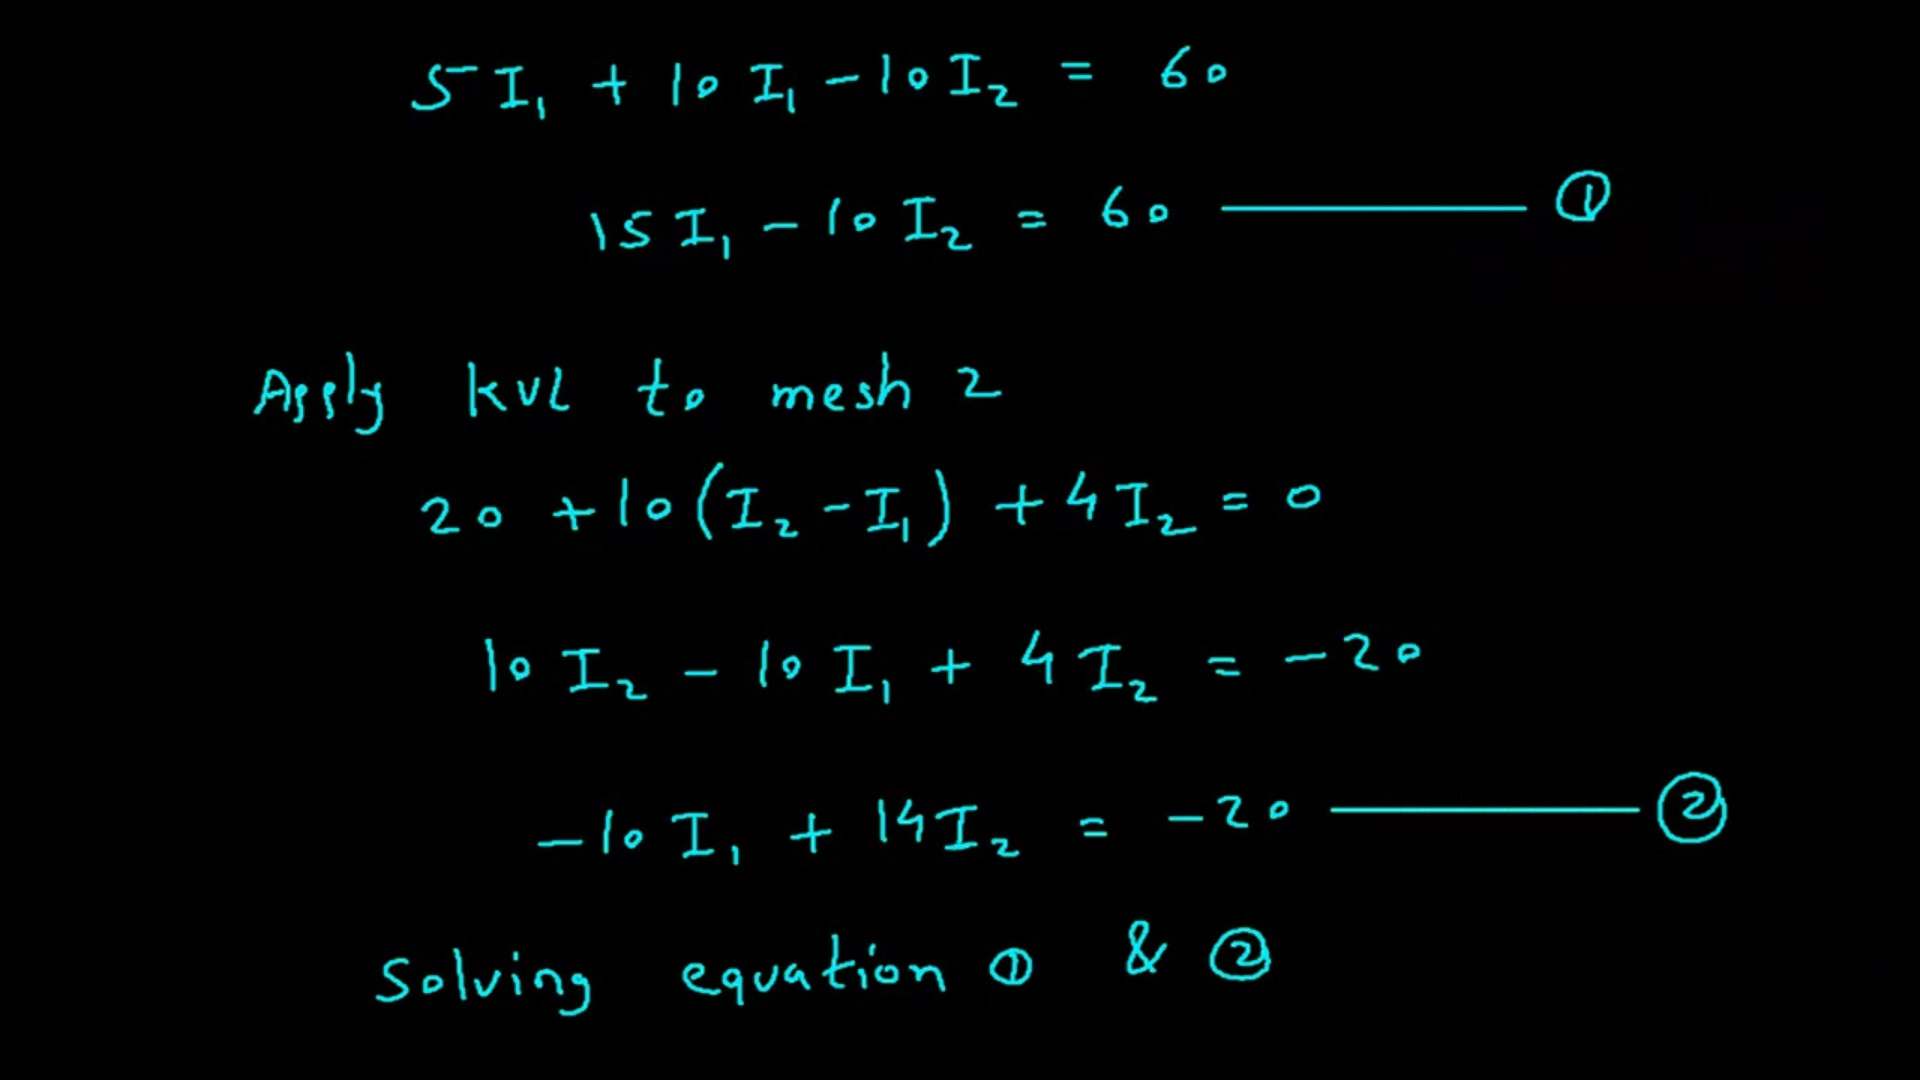 5I₁ + 10I₁ - 10I₂ = 60
15I₁ - 10I₂ = 60 ——— ①
Apply kvl to mesh 2
20 + 10(I₂ - I₁) + 4I₂ = 0
10I₂ - 10I₁ + 4I₂ = -20
-10I₁ + 14I₂ = -20 ——— ②
Solving equation ① & ②